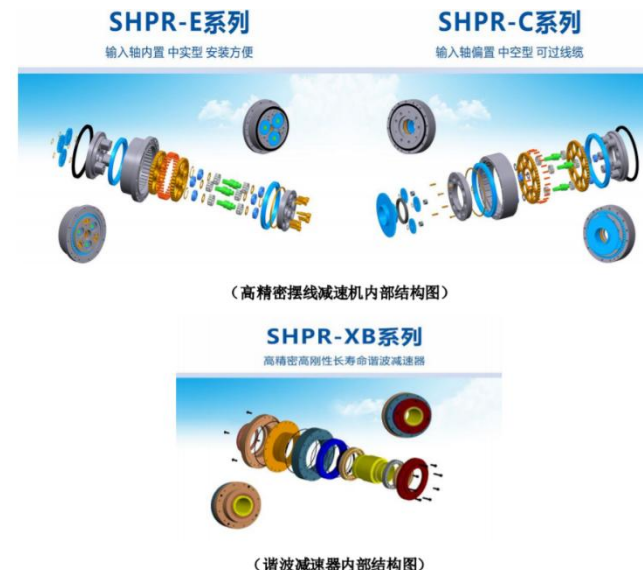 SHPR-E系列
输入轴内置 中实型 安装方便
SHPR-C系列
输入轴偏置 中空型 可过线缆
（高精密摆线减速机内部结构图）
SHPR-XB系列
高精密高刚性长寿命谐波减速器
（谐波减速器内部结构图）